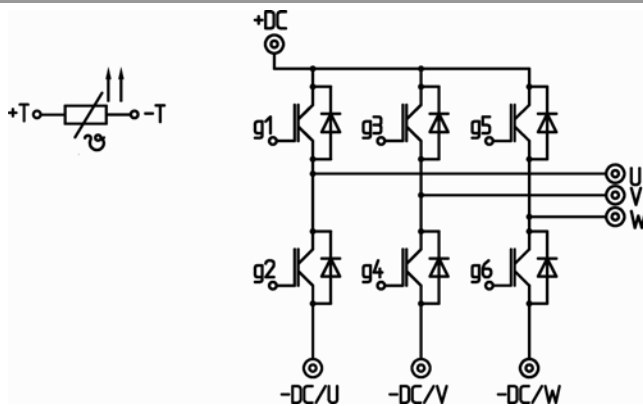 +DC
+T -T
ϑ
g1 g3 g5
U
V
W
g2 g4 g6
-DC/U -DC/V -DC/W